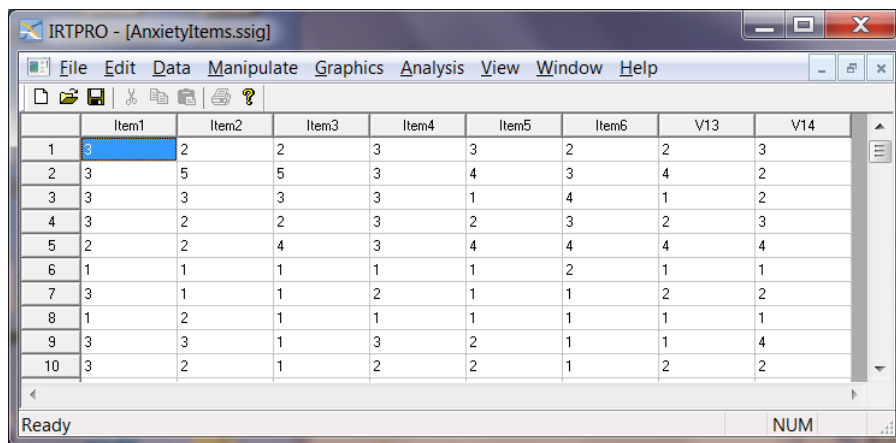 IRTPRO - [AnxietyItems.ssig]
File Edit Data Manipulate Graphics Analysis View Window Help
Item1 Item2 Item3 Item4 Item5 Item6 V13 V14
1 3 2 2 3 3 2 2 3
2 3 5 5 3 4 3 4 2
3 3 3 3 3 1 4 1 2
4 3 2 2 3 2 3 2 3
5 2 2 4 3 4 4 4 4
6 1 1 1 1 1 2 1 1
7 3 1 1 2 1 1 2 2
8 1 2 1 1 1 1 1 1
9 3 3 1 3 2 1 1 4
10 3 2 1 2 2 1 2 2
Ready NUM